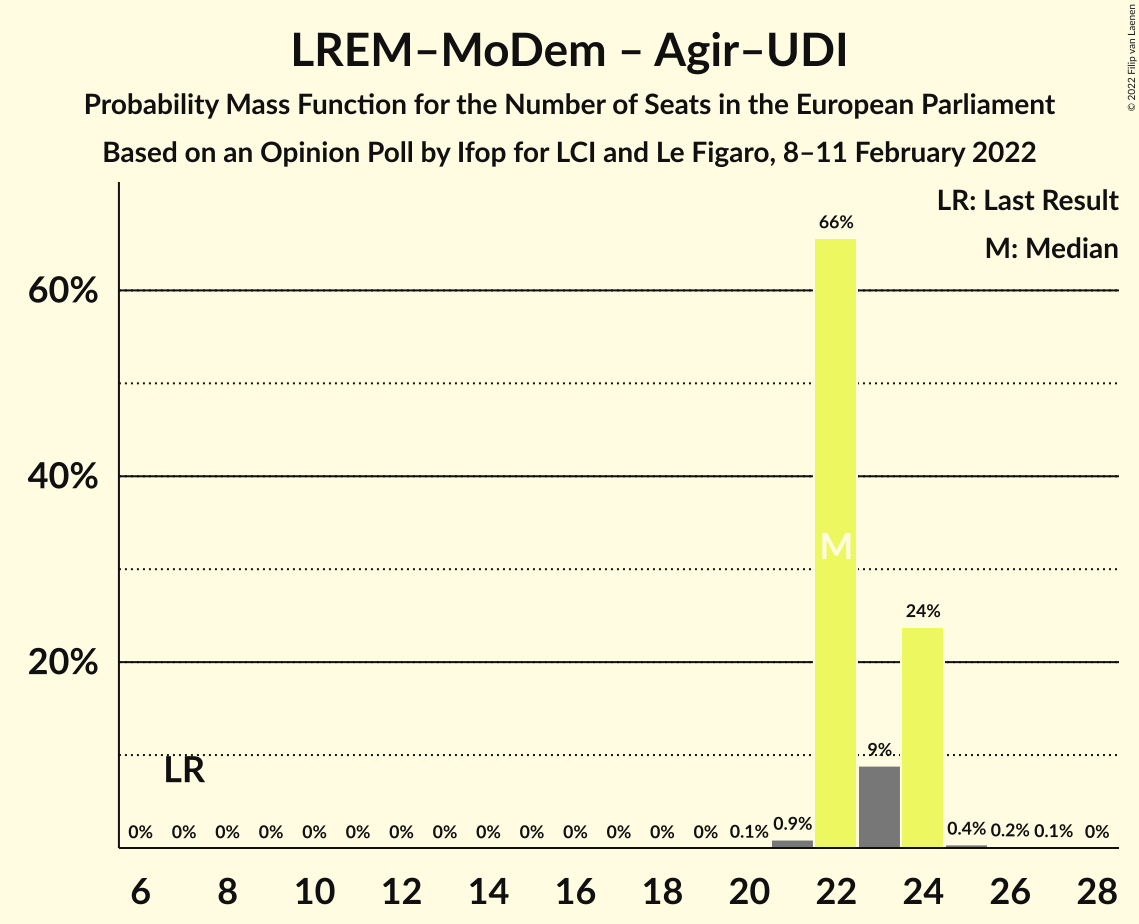 LREM–MoDem – Agir–UDI
Probability Mass Function for the Number of Seats in the European Parliament
Based on an Opinion Poll by Ifop for LCI and Le Figaro, 8–11 February 2022
© 2022 Filip van Laenen
LR: Last Result
M: Median
66%
60%
40%
M
24%
20%
9%
LR
0% 0% 0% 0% 0% 0% 0% 0% 0% 0% 0% 0% 0% 0% 0.1% 0.9% 0.4% 0.2% 0.1% 0%
6 8 10 12 14 16 18 20 22 24 26 28